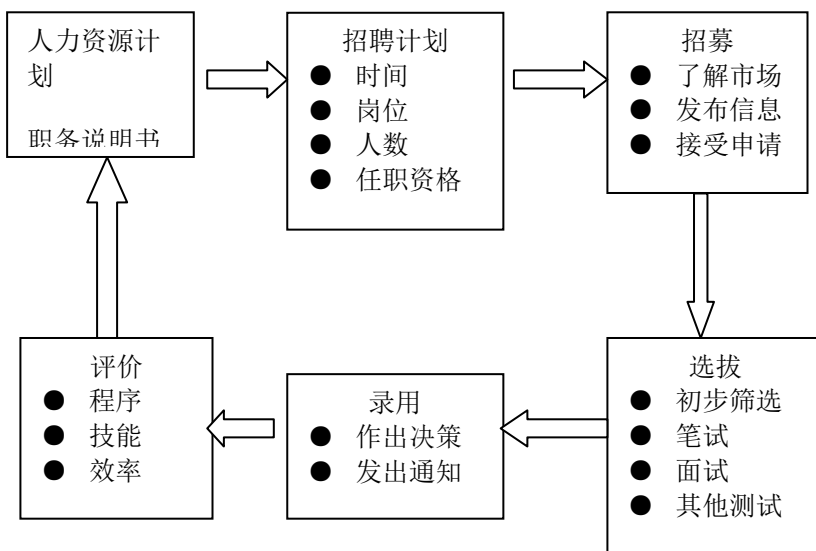 人力资源计
划
职务说明书
招聘计划
● 时间
● 岗位
● 人数
● 任职资格
招募
● 了解市场
● 发布信息
● 接受申请
选拔
● 初步筛选
● 笔试
● 面试
● 其他测试
录用
● 作出决策
● 发出通知
评价
● 程序
● 技能
● 效率